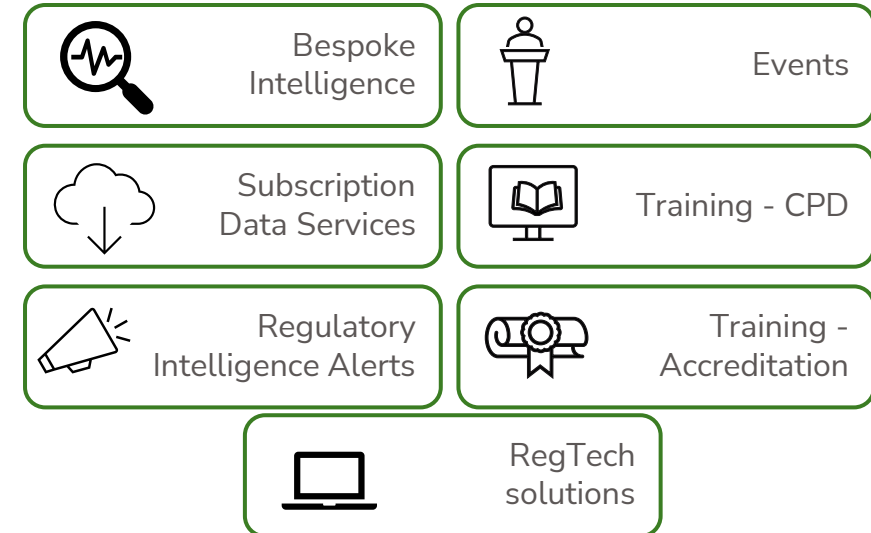 Bespoke
Intelligence
Events
Subscription
Data Services
Training - CPD
Regulatory
Intelligence Alerts
Training -
Accreditation
RegTech
solutions